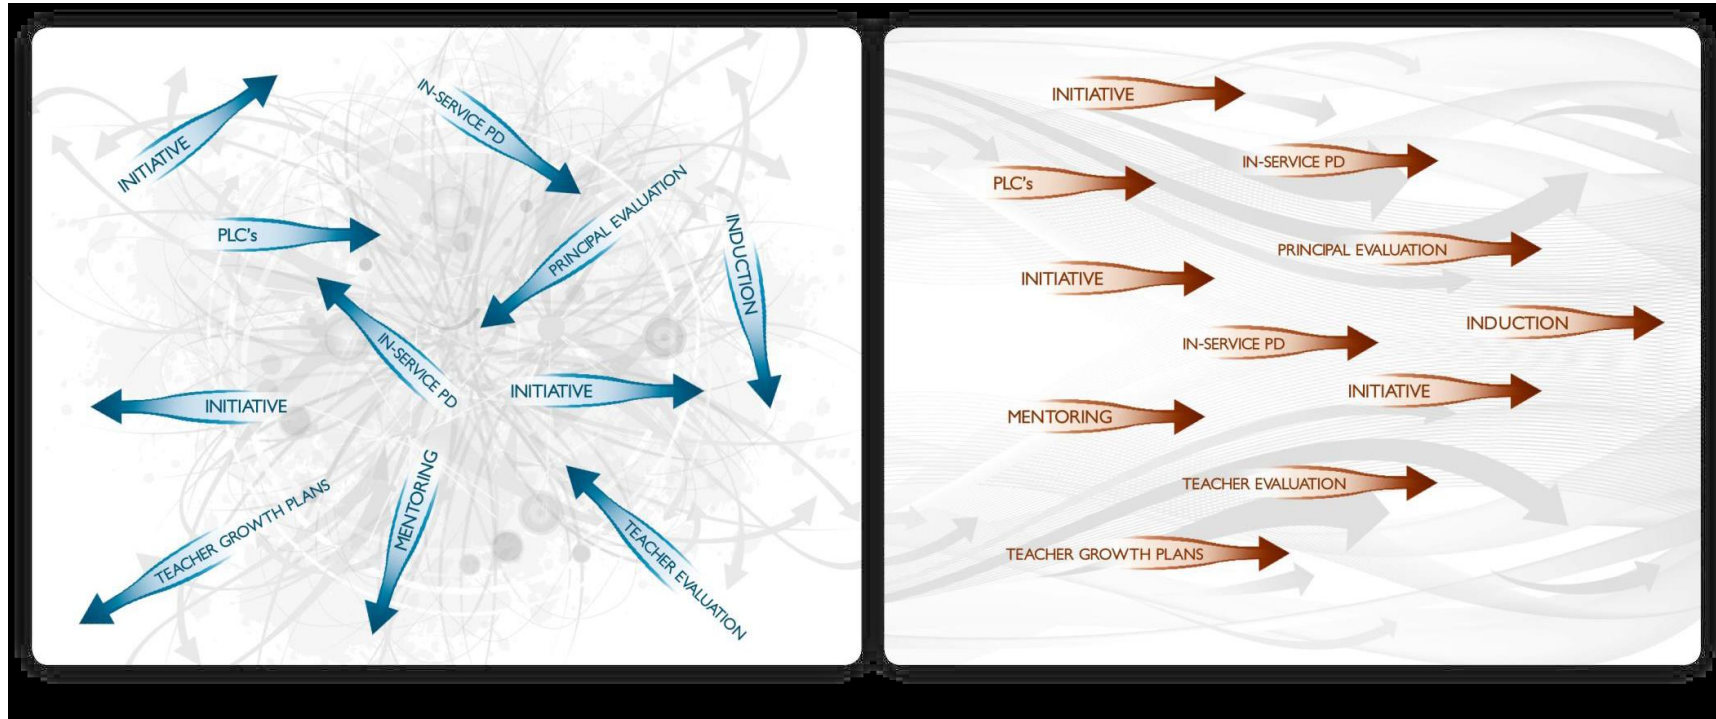 INITIATIVE
IN-SERVICE PD
PLC's
PRINCIPAL EVALUATION
INDUCTION
IN-SERVICE PD
INITIATIVE
INITIATIVE
MENTORING
TEACHER GROWTH PLANS
TEACHER EVALUATION
INITIATIVE
IN-SERVICE PD
PLC's
PRINCIPAL EVALUATION
INITIATIVE
INDUCTION
IN-SERVICE PD
INITIATIVE
MENTORING
TEACHER EVALUATION
TEACHER GROWTH PLANS